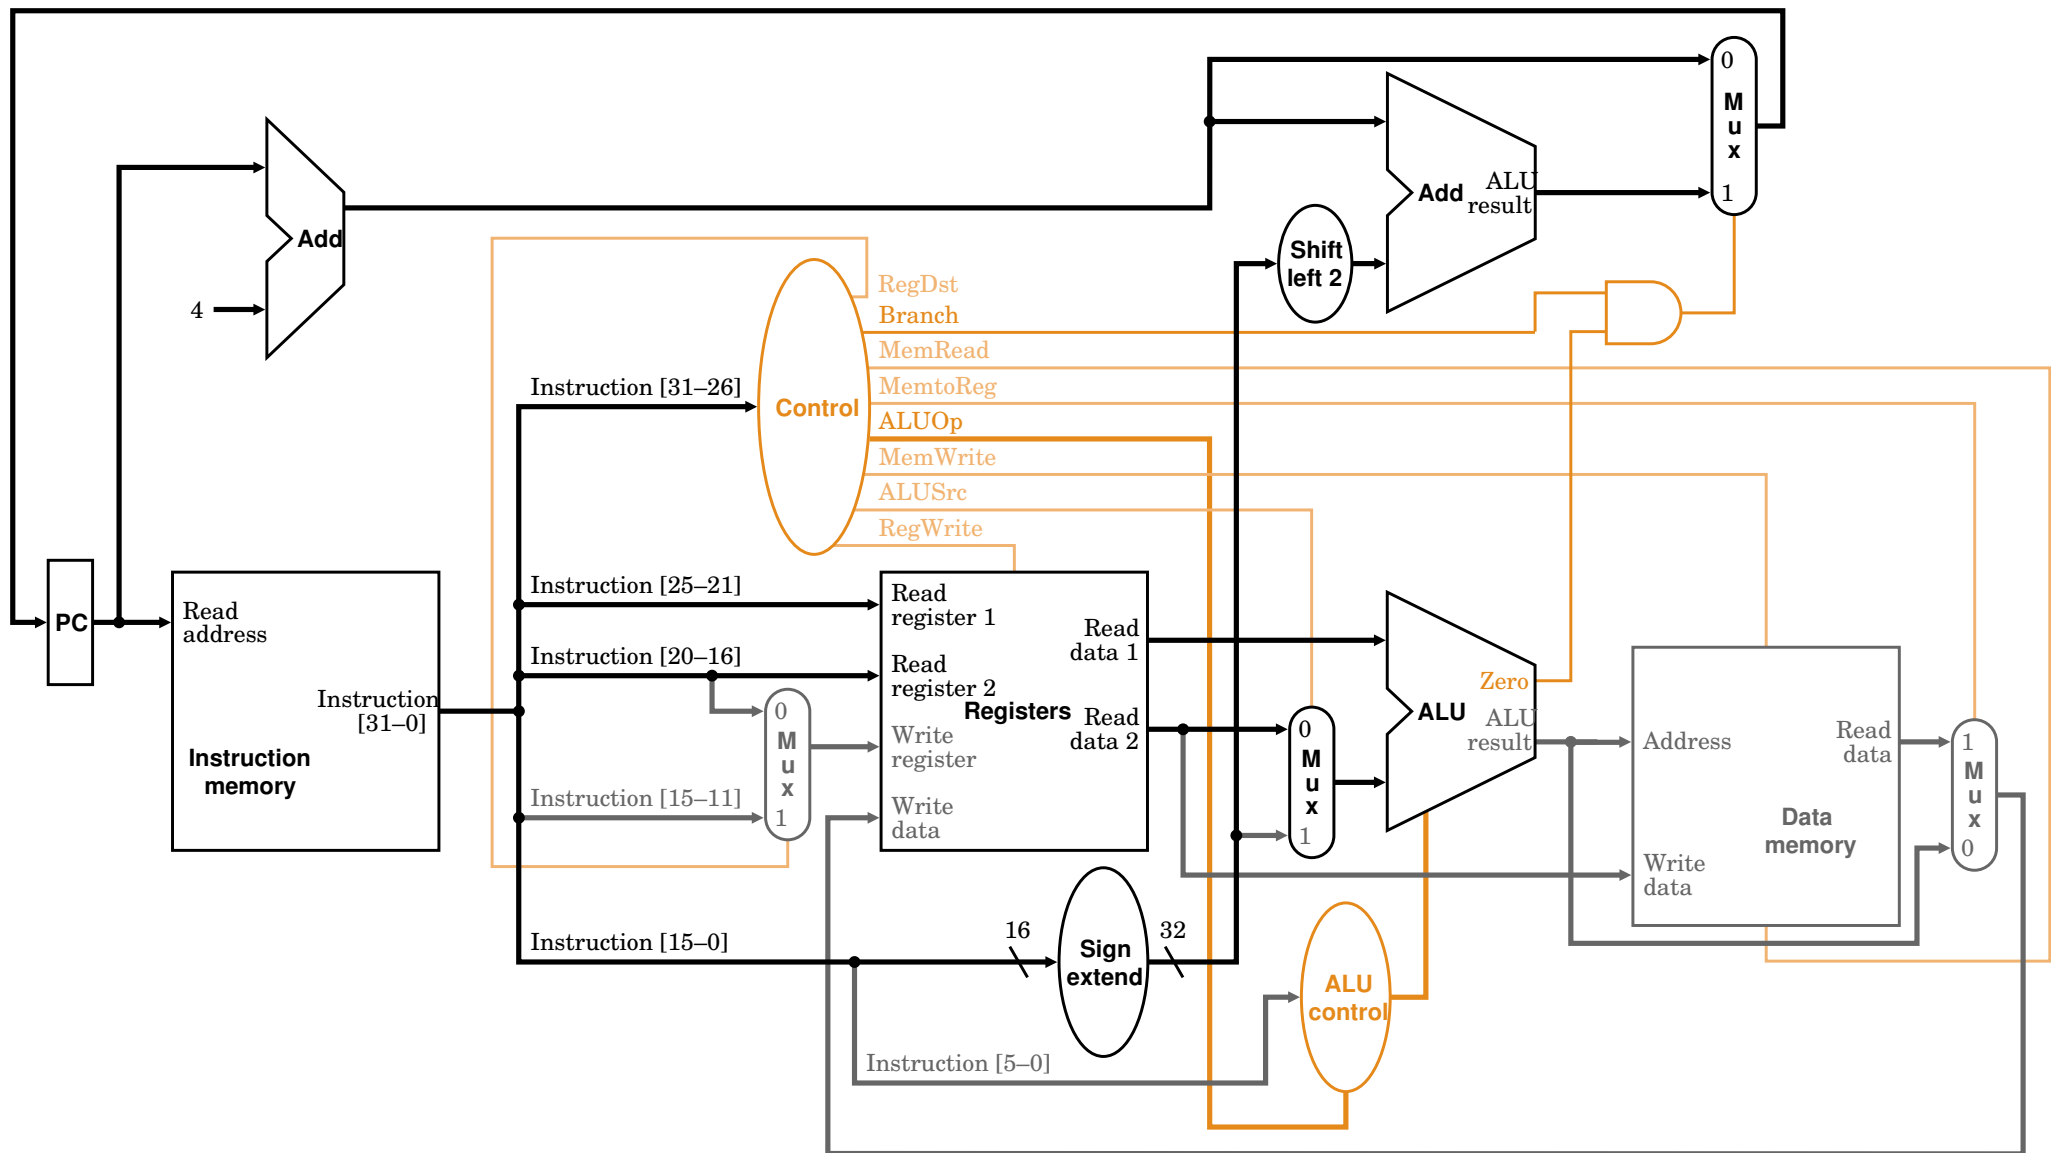 0
M
u
x
1
Add
ALU
result
Add
4
Shift
left 2
RegDst
Branch
MemRead
MemtoReg
ALUOp
MemWrite
ALUSrc
RegWrite
Control
Instruction [31–26]
Instruction [25–21]
Instruction [20–16]
Instruction [15–11]
Instruction [15–0]
Instruction [5–0]
PC
Read
address
Instruction
[31–0]
Instruction
memory
0
M
u
x
1
Read
register 1
Read
register 2
Write
register
Write
data
Registers
Read
data 1
Read
data 2
0
M
u
x
1
ALU
Zero
ALU
result
Address
Read
data
Data
memory
Write
data
1
M
u
x
0
16
Sign
extend
32
ALU
control